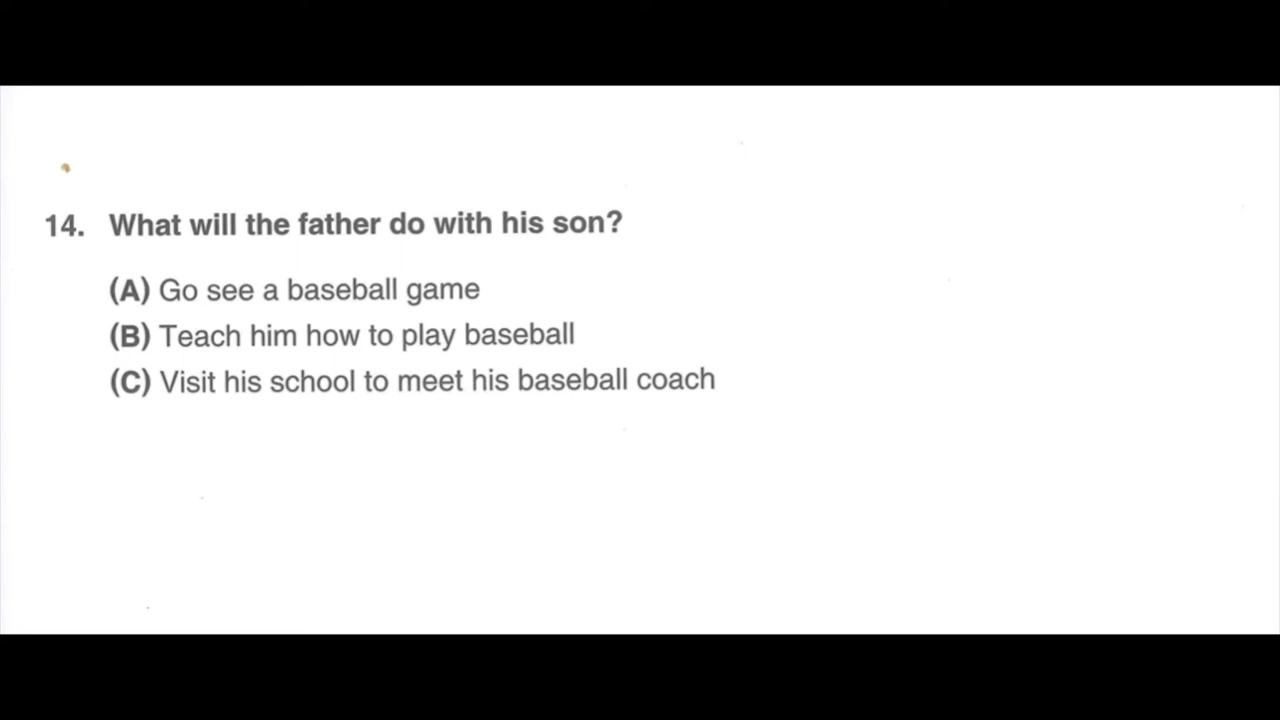 14. What will the father do with his son?
(A) Go see a baseball game
(B) Teach him how to play baseball
(C) Visit his school to meet his baseball coach